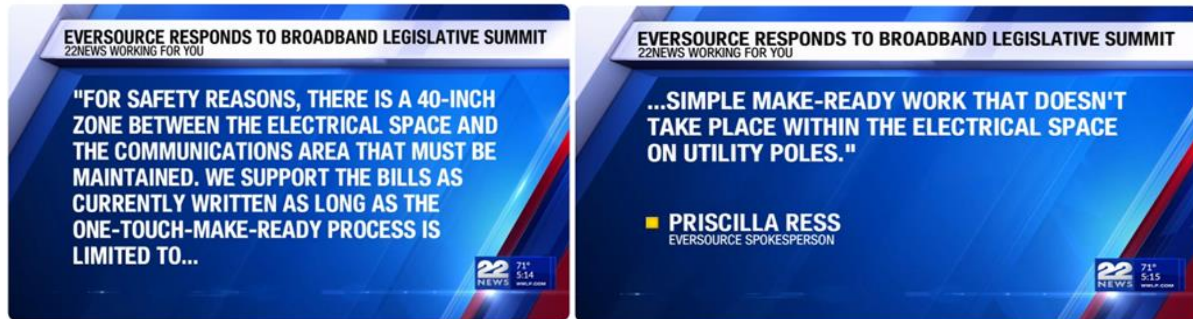 EVERSOURCE RESPONDS TO BROADBAND LEGISLATIVE SUMMIT
22NEWS WORKING FOR YOU
"FOR SAFETY REASONS, THERE IS A 40-INCH
ZONE BETWEEN THE ELECTRICAL SPACE AND
THE COMMUNICATIONS AREA THAT MUST BE
MAINTAINED. WE SUPPORT THE BILLS AS
CURRENTLY WRITTEN AS LONG AS THE
ONE-TOUCH-MAKE-READY PROCESS IS
LIMITED TO...
22
NEWS
71°
5:14
WWLP.COM
EVERSOURCE RESPONDS TO BROADBAND LEGISLATIVE SUMMIT
22NEWS WORKING FOR YOU
...SIMPLE MAKE-READY WORK THAT DOESN'T
TAKE PLACE WITHIN THE ELECTRICAL SPACE
ON UTILITY POLES."
PRISCILLA RESS
EVERSOURCE SPOKESPERSON
22
NEWS
71°
5:15
WWLP.COM